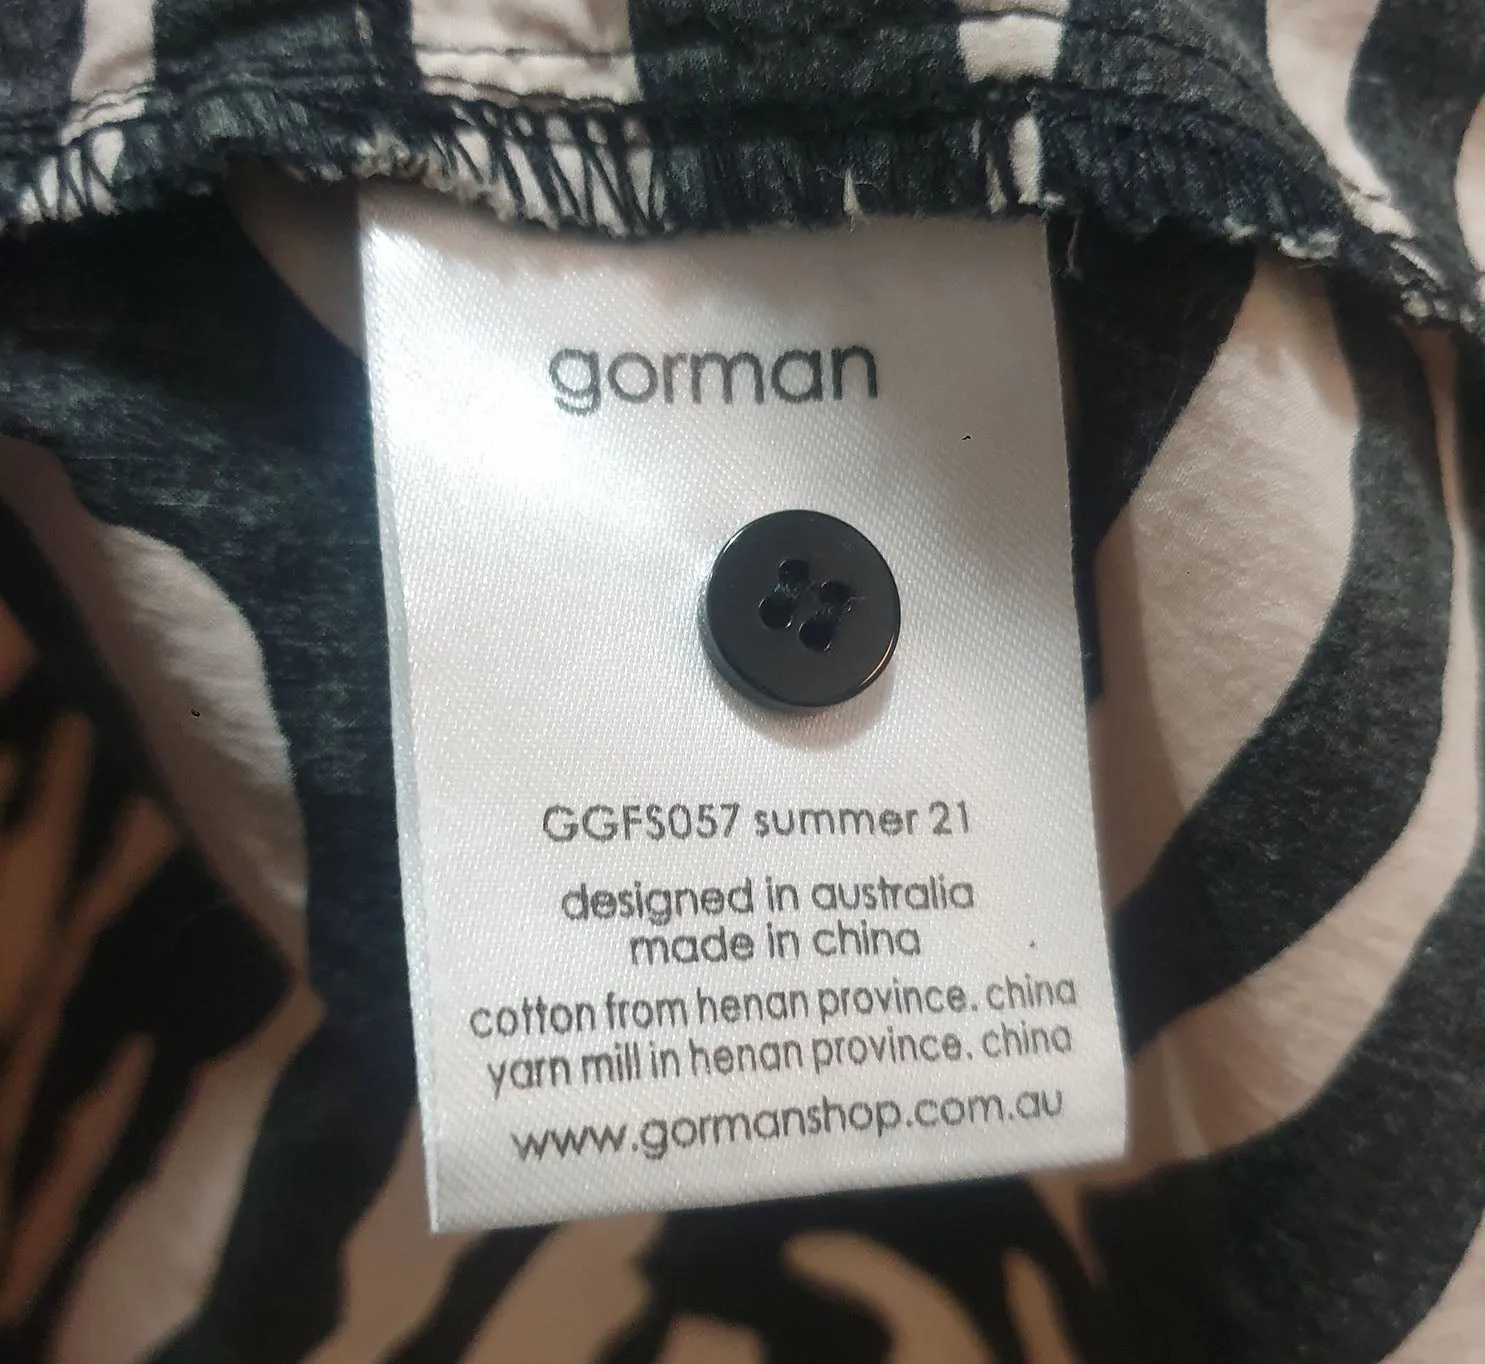 gorman
GGFS057 summer 21
designed in australia
made in china
cotton from henan province. china
yarn mill in henan province. china
www.gormanshop.com.au